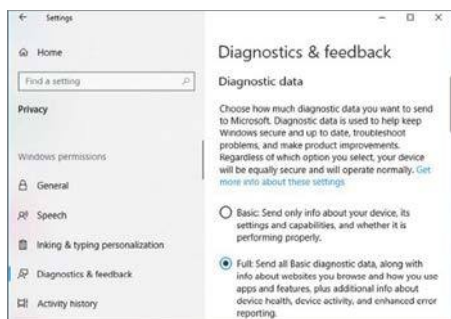 Settings
Home
Find a setting
Privacy
Windows permissions
General
Speech
Inking & typing personalization
Diagnostics & feedback
Activity history
Diagnostics & feedback
Diagnostic data
Choose how much diagnostic data you want to send
to Microsoft. Diagnostic data is used to help keep
Windows secure and up to date, troubleshoot
problems, and make product improvements.
Regardless of which option you select, your device
will be equally secure and will operate normally. Get
more info about these settings
Basic: Send only info about your device, its
settings and capabilities, and whether it is
performing properly.
Full: Send all Basic diagnostic data, along with
info about websites you browse and how you use
apps and features, plus additional info about
device health, device activity, and enhanced error
reporting.